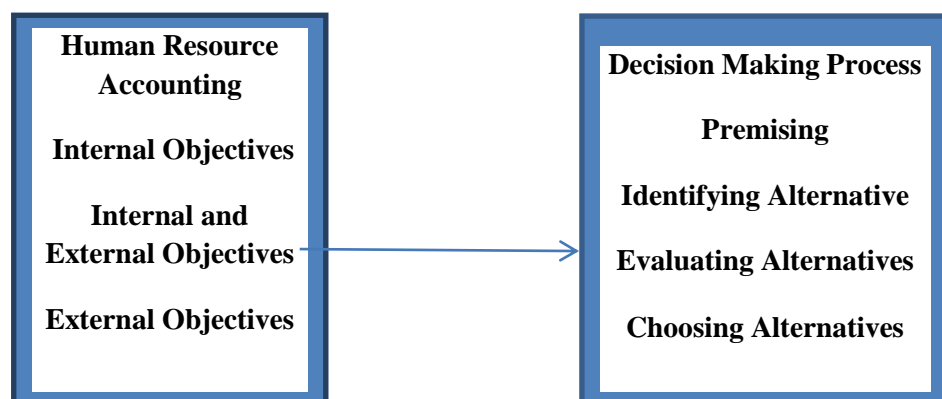 Human Resource
Accounting
Internal Objectives
Internal and
External Objectives
External Objectives
Decision Making Process
Premising
Identifying Alternative
Evaluating Alternatives
Choosing Alternatives